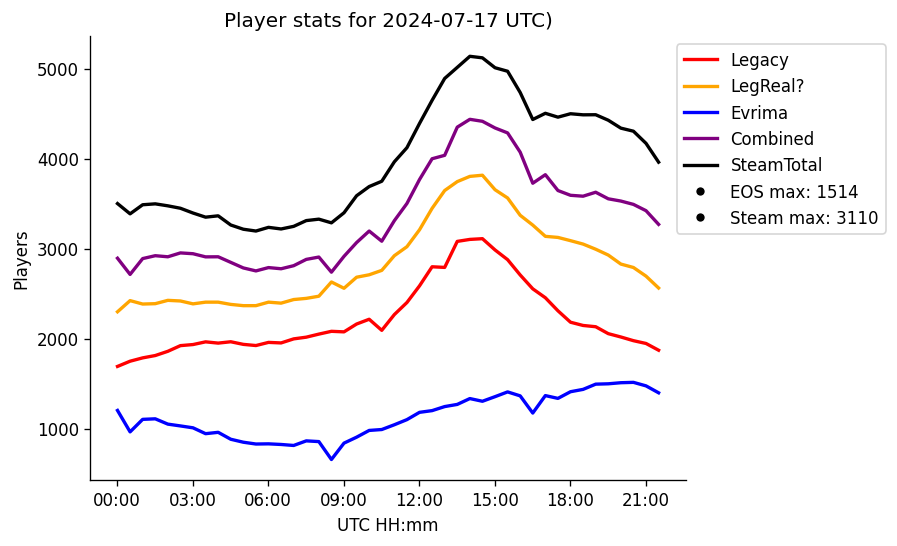 Player stats for 2024-07-17 UTC)
Legacy
LegReal?
Evrima
Combined
SteamTotal
EOS max: 1514
Steam max: 3110
Players
5000
4000
3000
2000
1000
00:00 03:00 06:00 09:00 12:00 15:00 18:00 21:00
UTC HH:mm